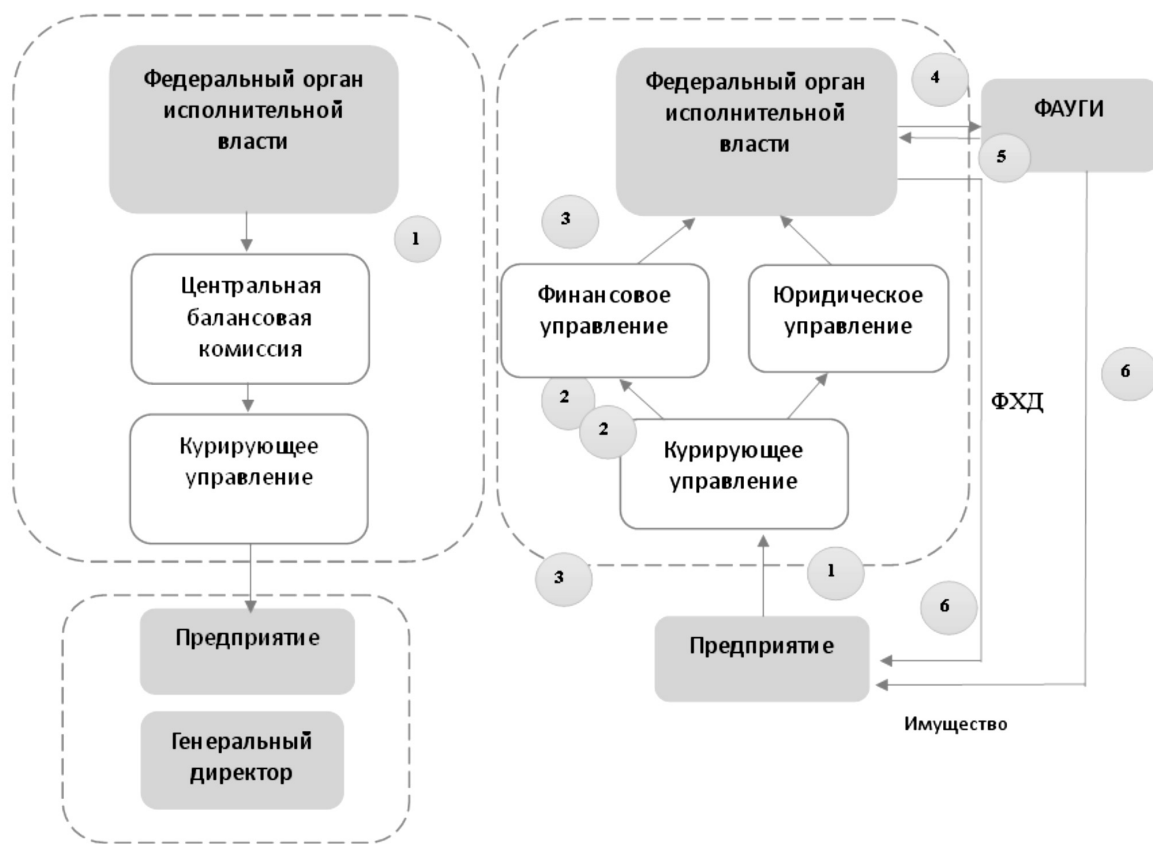 Федеральный орган
исполнительной
власти
1
Центральная
балансовая
комиссия
Курирующее
управление
Предприятие
Генеральный
директор
Федеральный орган
исполнительной
власти
4
ФАУГИ
5
3
Финансовое
управление
Юридическое
управление
6
ФХД
2
2
Курирующее
управление
3
1
6
Предприятие
Имущество